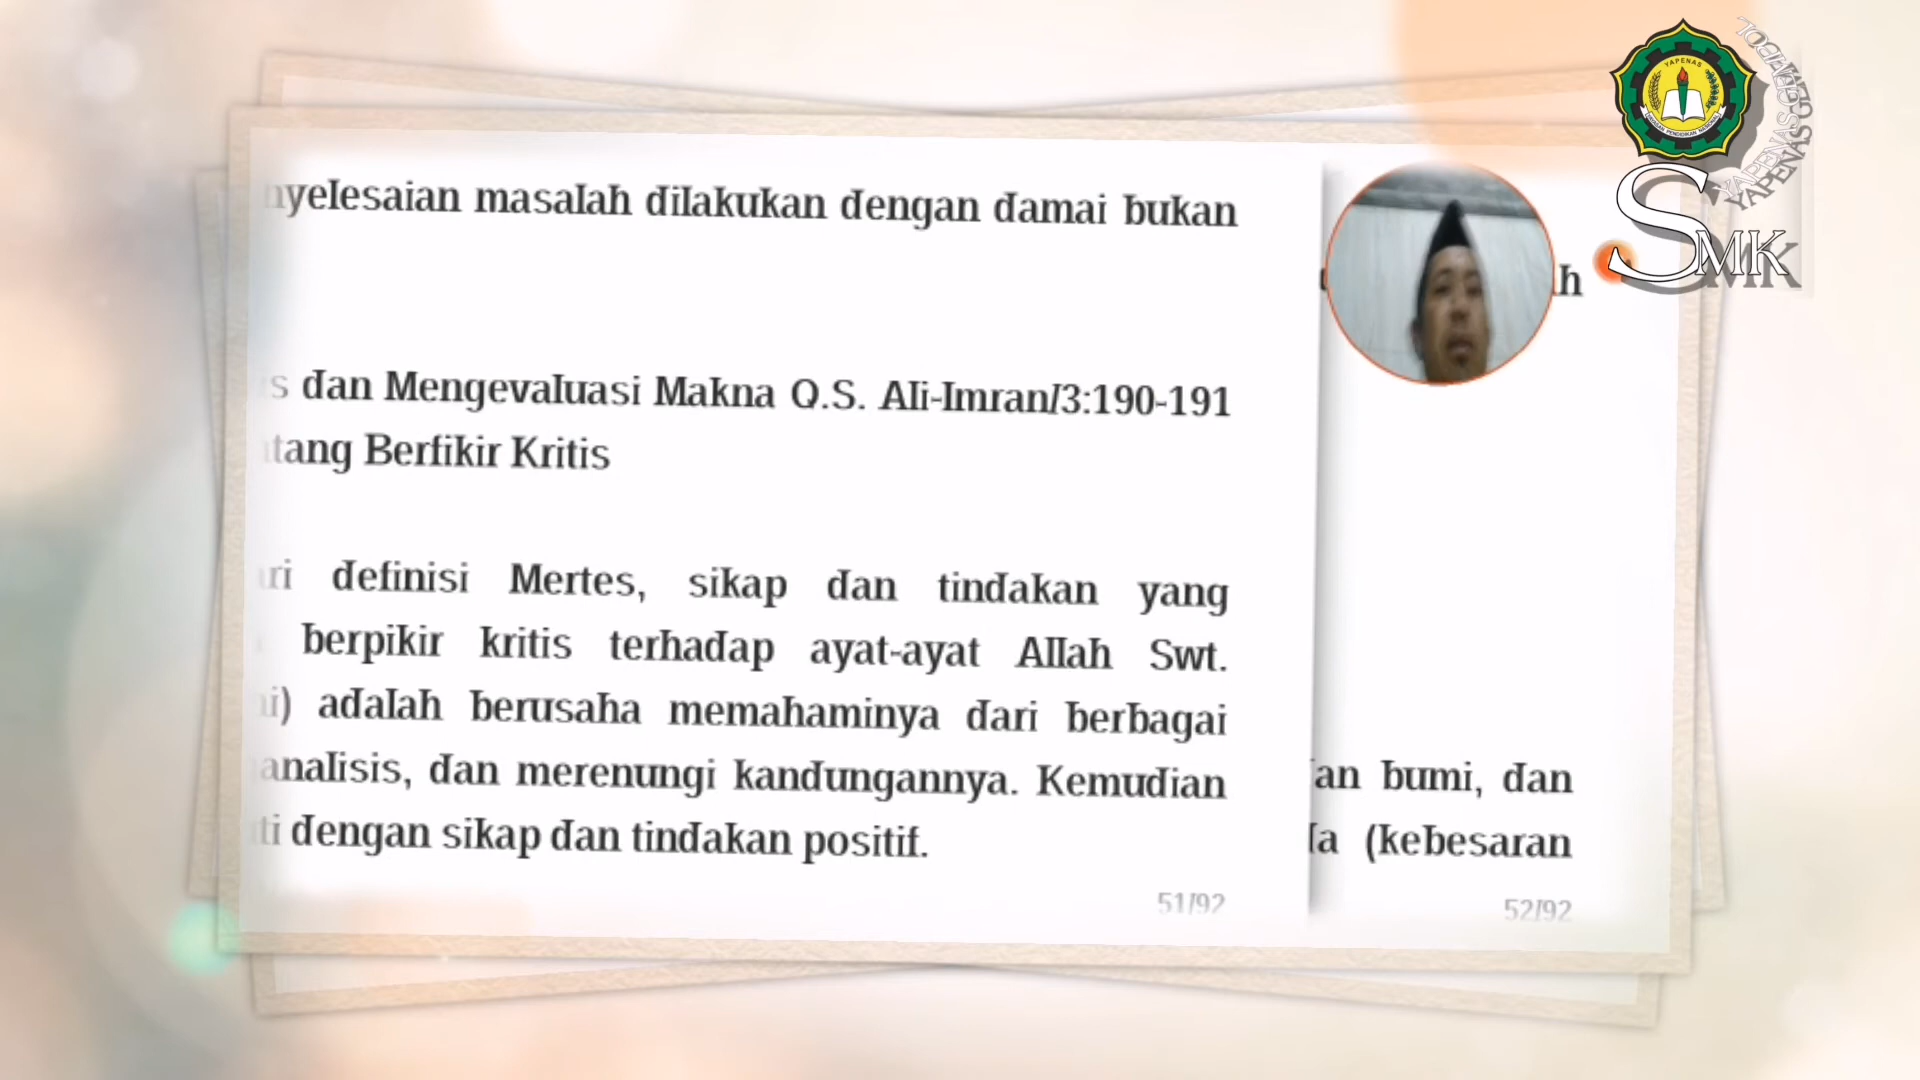 nyelesaian masalah dilakukan dengan damai bukan
s dan Mengevaluasi Makna Q.S. Ali-Imran/3:190-191
tang Berfikir Kritis
ri definisi Mertes, sikap dan tindakan yang
berpikir kritis terhadap ayat-ayat Allah Swt.
i) adalah berusaha memahaminya dari berbagai
analisis, dan merenungi kandungannya. Kemudian
ti dengan sikap dan tindakan positif.
51/92
h
an bumi, dan
la (kebesaran
52/92
YAPENAS
SMK